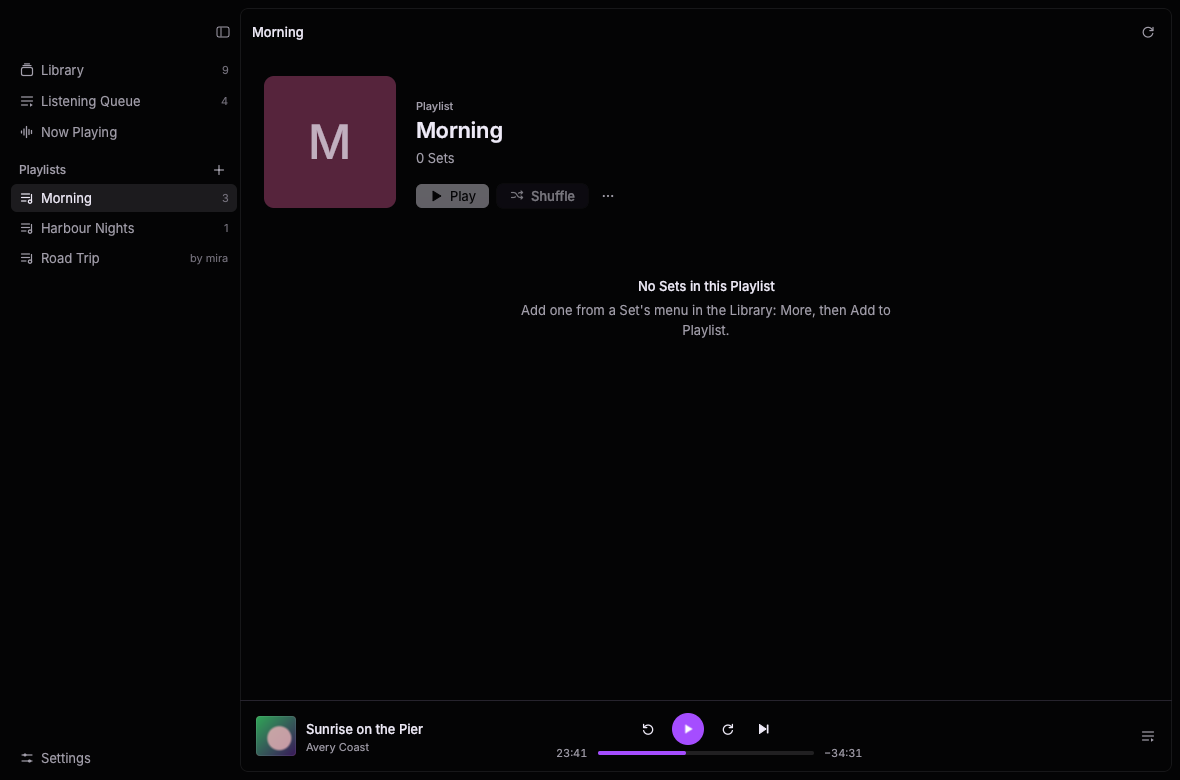 Library 9
Listening Queue 4
Now Playing
Playlists
Morning 3
Harbour Nights 1
Road Trip by mira
Settings
Morning
M
Playlist
Morning
0 Sets
Play Shuffle
No Sets in this Playlist
Add one from a Set's menu in the Library: More, then Add to
Playlist.
Sunrise on the Pier
Avery Coast
23:41 −34:31